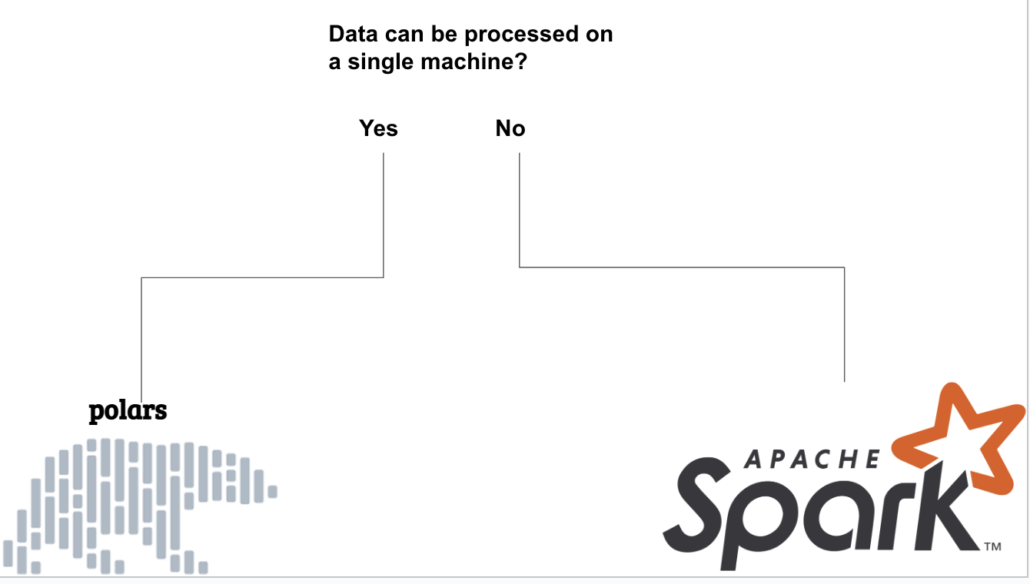 Data can be processed on
a single machine?
Yes No
polars
APACHE
Spark
TM